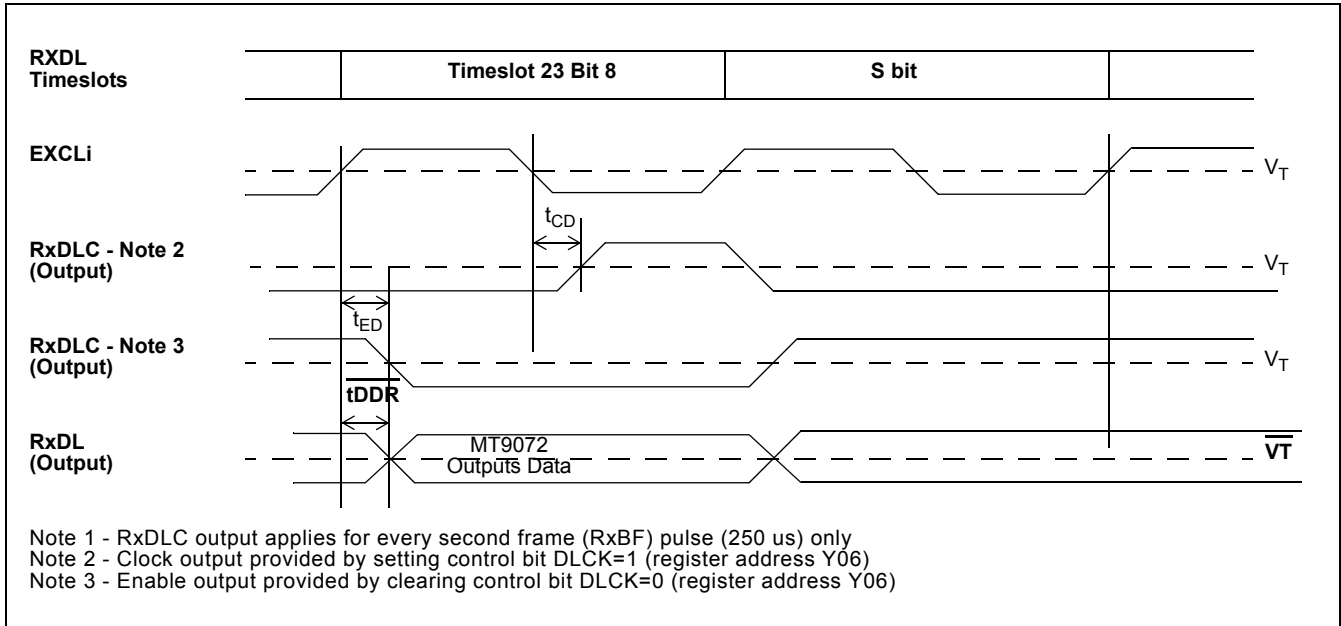 RXDL
Timeslots
Timeslot 23 Bit 8
S bit
EXCLi
VT
tCD
RxDLC - Note 2
(Output)
VT
tED
RxDLC - Note 3
(Output)
VT
tDDR
RxDL
(Output)
MT9072
Outputs Data
VT
Note 1 - RxDLC output applies for every second frame (RxBF) pulse (250 us) only
Note 2 - Clock output provided by setting control bit DLCK=1 (register address Y06)
Note 3 - Enable output provided by clearing control bit DLCK=0 (register address Y06)